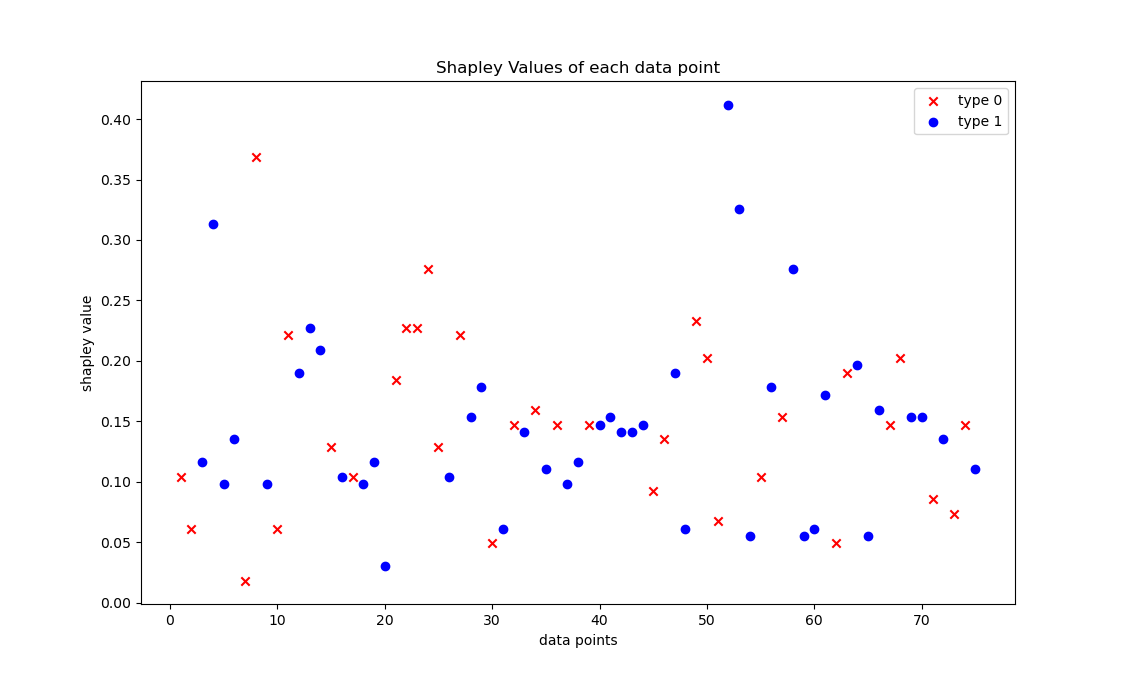 Shapley Values of each data point
type 0
type 1
0.40
0.35
0.30
0.25
0.20
0.15
0.10
0.05
0.00
shapley value
0 10 20 30 40 50 60 70
data points